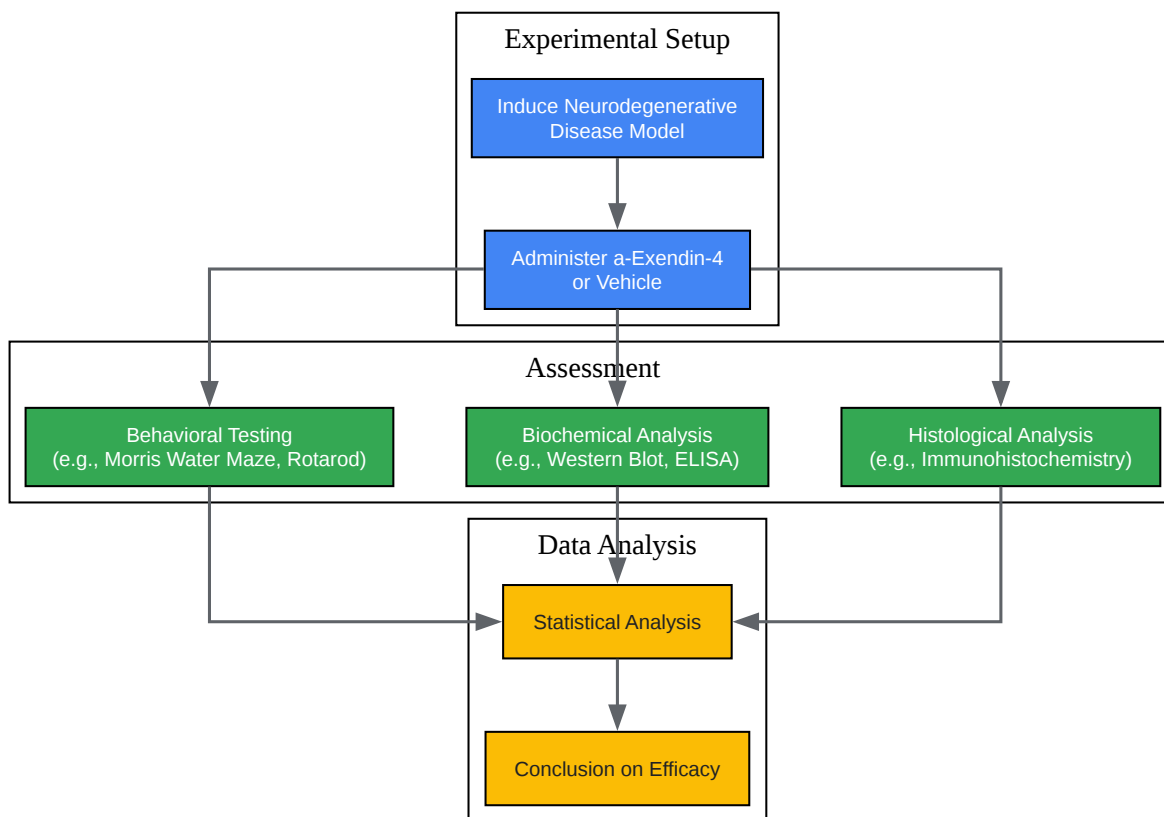 Experimental Setup
Induce Neurodegenerative
Disease Model
Administer a-Exendin-4
or Vehicle
Assessment
Behavioral Testing
(e.g., Morris Water Maze, Rotarod)
Biochemical Analysis
(e.g., Western Blot, ELISA)
Histological Analysis
(e.g., Immunohistochemistry)
Data Analysis
Statistical Analysis
Conclusion on Efficacy